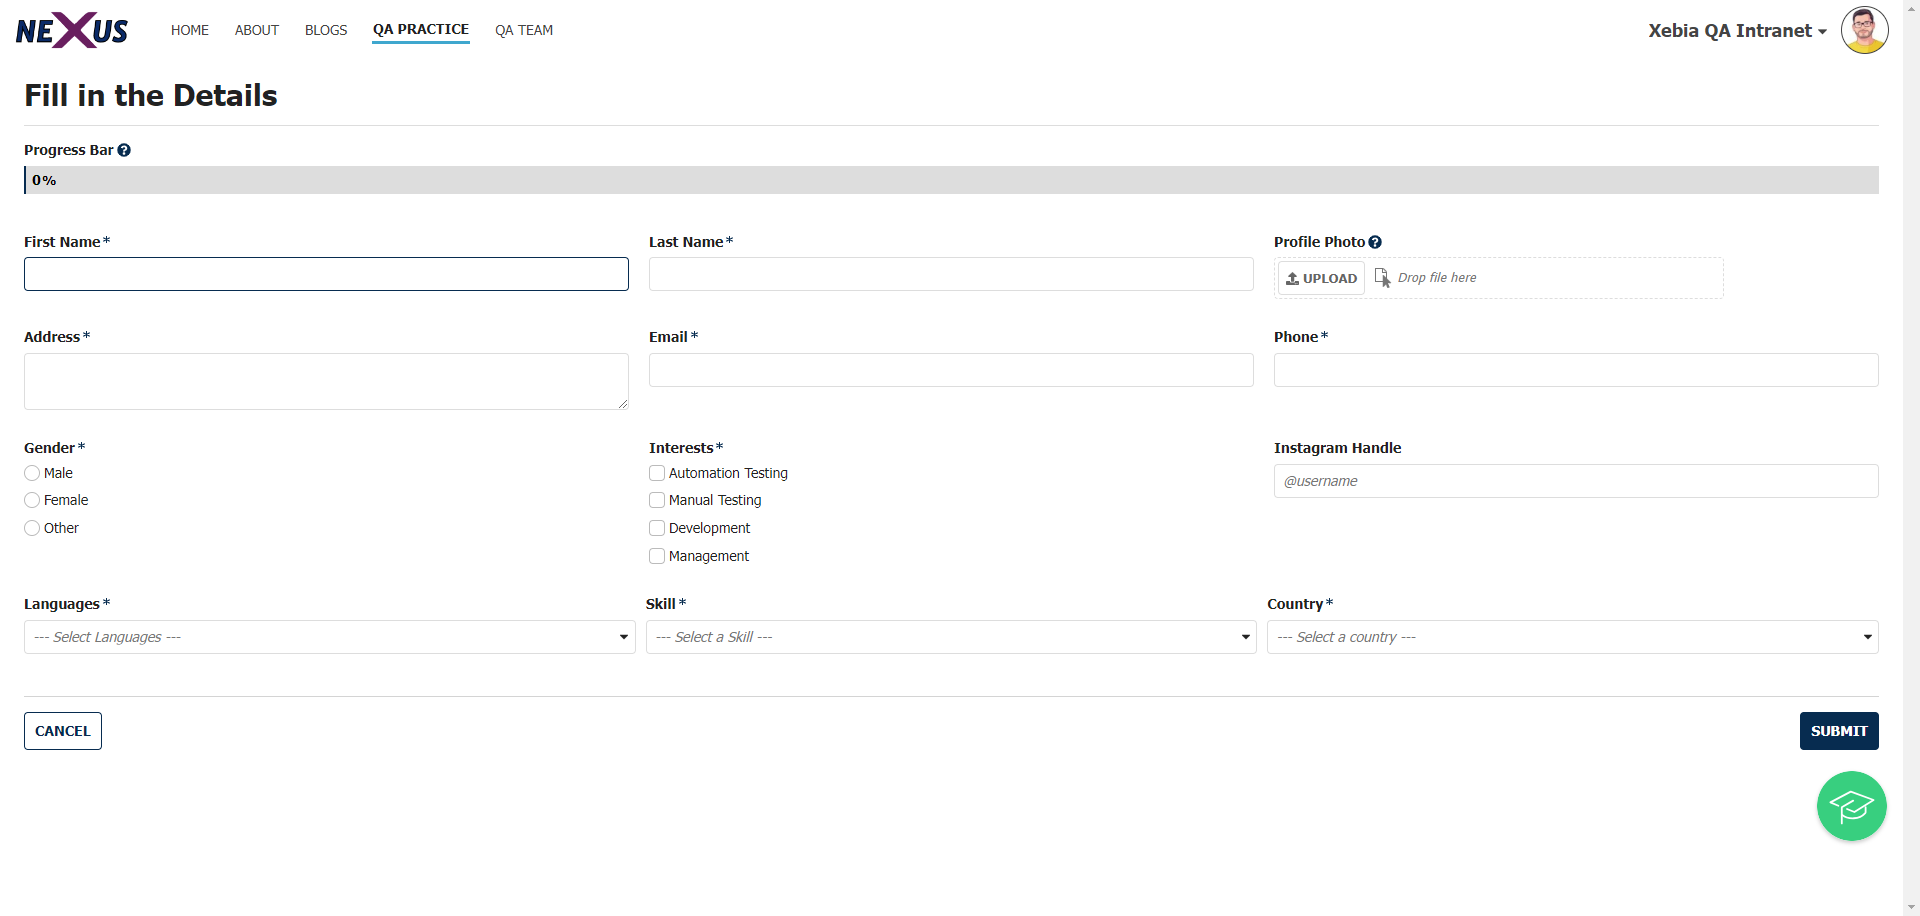 NEXUS HOME ABOUT BLOGS QA PRACTICE QA TEAM Xebia QA Intranet
Fill in the Details
Progress Bar ?
0%
First Name* Last Name* Profile Photo ?
UPLOAD Drop file here
Address* Email* Phone*
Gender* Interests* Instagram Handle
Male Automation Testing @username
Female Manual Testing
Other Development
Management
Languages* Skill* Country*
--- Select Languages --- --- Select a Skill --- --- Select a country ---
CANCEL SUBMIT